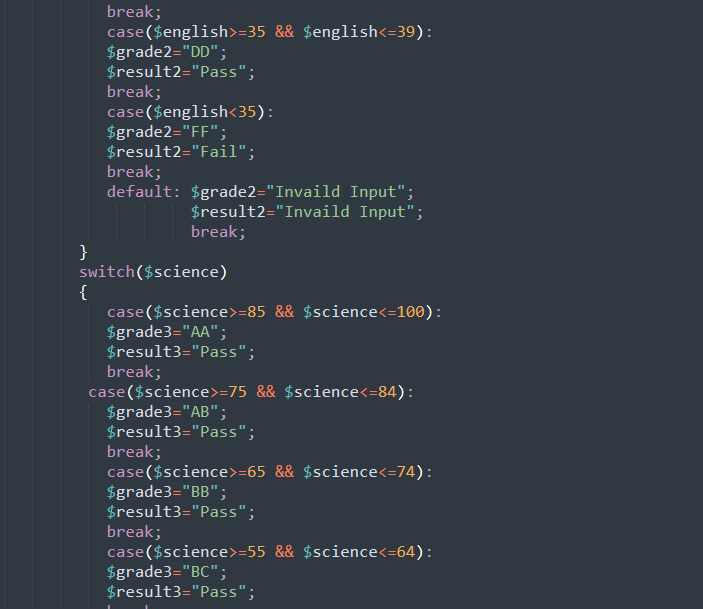 break;
case($english>=35 && $english<=39):
$grade2="DD";
$result2="Pass";
break;
case($english<35):
$grade2="FF";
$result2="Fail";
break;
default: $grade2="Invaild Input";
$result2="Invaild Input";
break;
}
switch($science)
{
case($science>=85 && $science<=100):
$grade3="AA";
$result3="Pass";
break;
case($science>=75 && $science<=84):
$grade3="AB";
$result3="Pass";
break;
case($science>=65 && $science<=74):
$grade3="BB";
$result3="Pass";
break;
case($science>=55 && $science<=64):
$grade3="BC";
$result3="Pass";